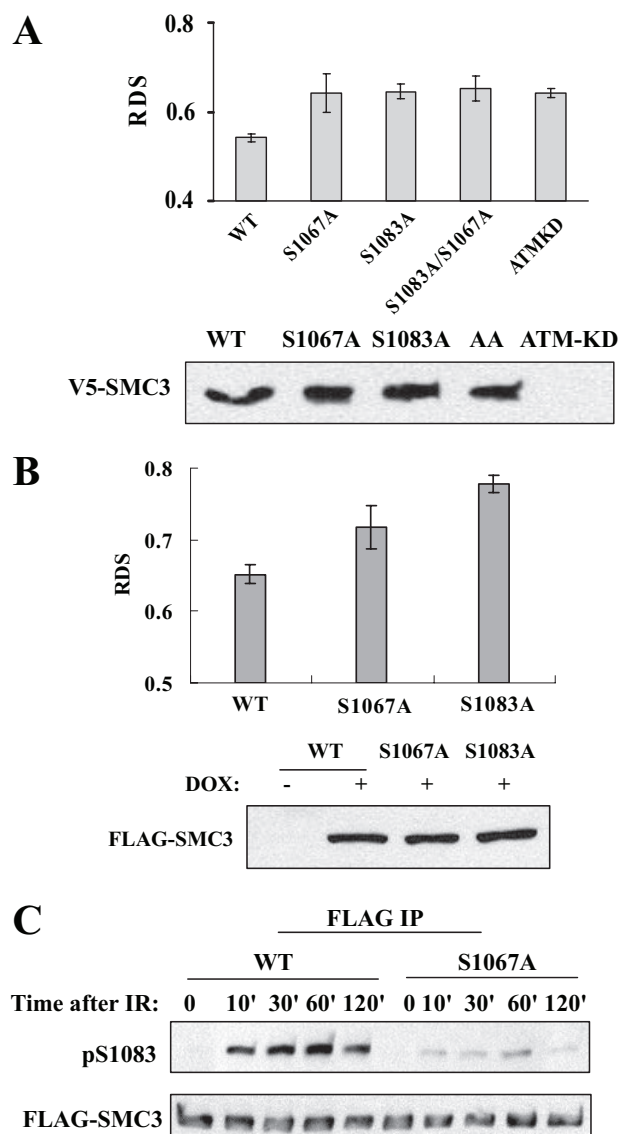 A
0.8
0.6
0.4
RDS
WT
S1067A
S1083A
S1083A/S1067A
ATMKD
WT S1067A S1083A AA ATM-KD
V5-SMC3
B
0.8
0.7
0.6
0.5
RDS
WT S1067A S1083A
WT S1067A S1083A
DOX: - + + +
FLAG-SMC3
C
FLAG IP
WT S1067A
Time after IR: 0 10' 30' 60' 120' 0 10' 30' 60' 120'
pS1083
FLAG-SMC3